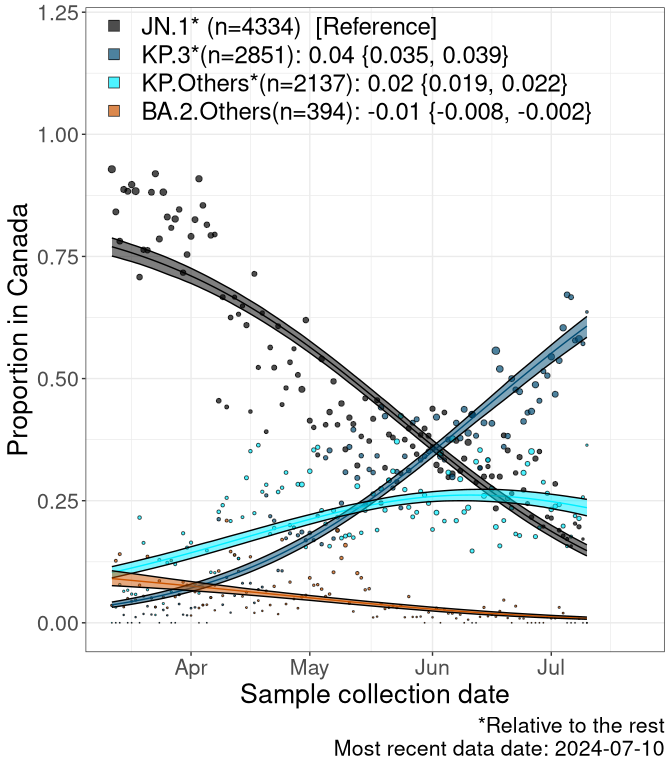 1.25
JN.1* (n=4334) [Reference]
KP.3*(n=2851): 0.04 {0.035, 0.039}
KP.Others*(n=2137): 0.02 {0.019, 0.022}
BA.2.Others(n=394): -0.01 {-0.008, -0.002}
1.00
0.75
0.50
0.25
0.00
Proportion in Canada
Apr May Jun Jul
Sample collection date
*Relative to the rest
Most recent data date: 2024-07-10